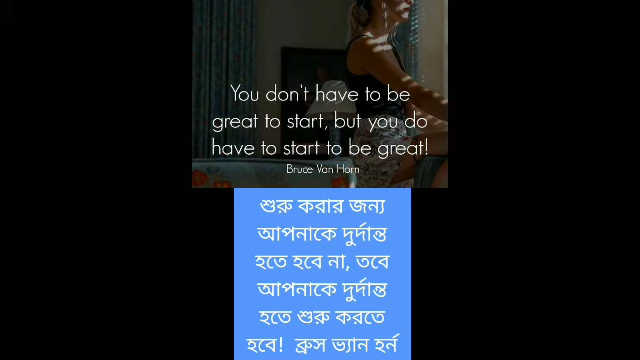 You don't have to be
great to start, but you do
have to start to be great!
Bruce Van Horn
শুরু করার জন্য
আপনাকে দুর্দান্ত
হতে হবে না, তবে
আপনাকে দুর্দান্ত
হতে শুরু করতে
হবে! ব্রুস ভ্যান হর্ন